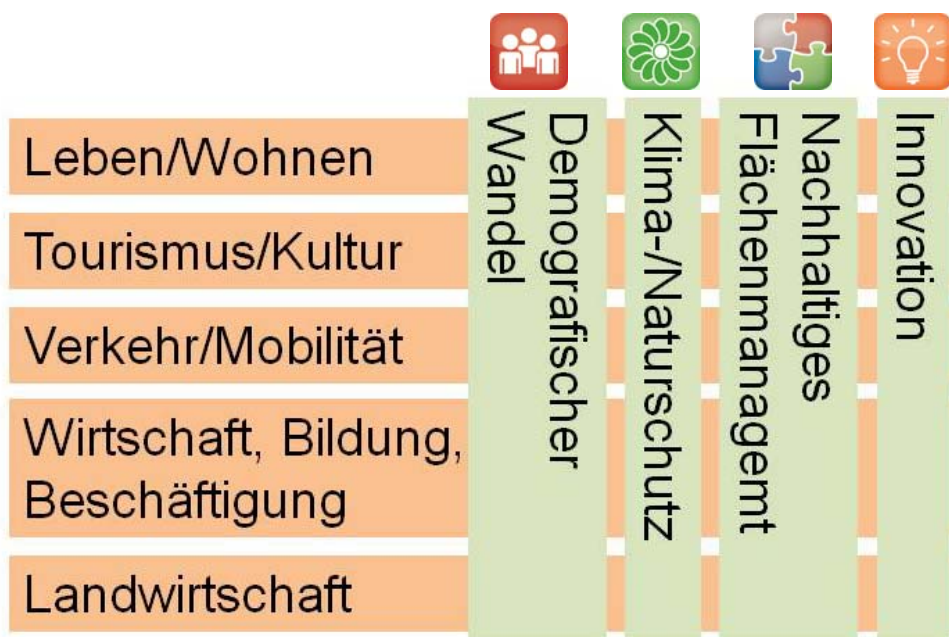 Leben/Wohnen
Tourismus/Kultur
Verkehr/Mobilität
Wirtschaft, Bildung,
Beschäftigung
Landwirtschaft
Demografischer
Wandel
Klima-/Naturschutz
Nachhaltiges
Flächenmanagemt
Innovation